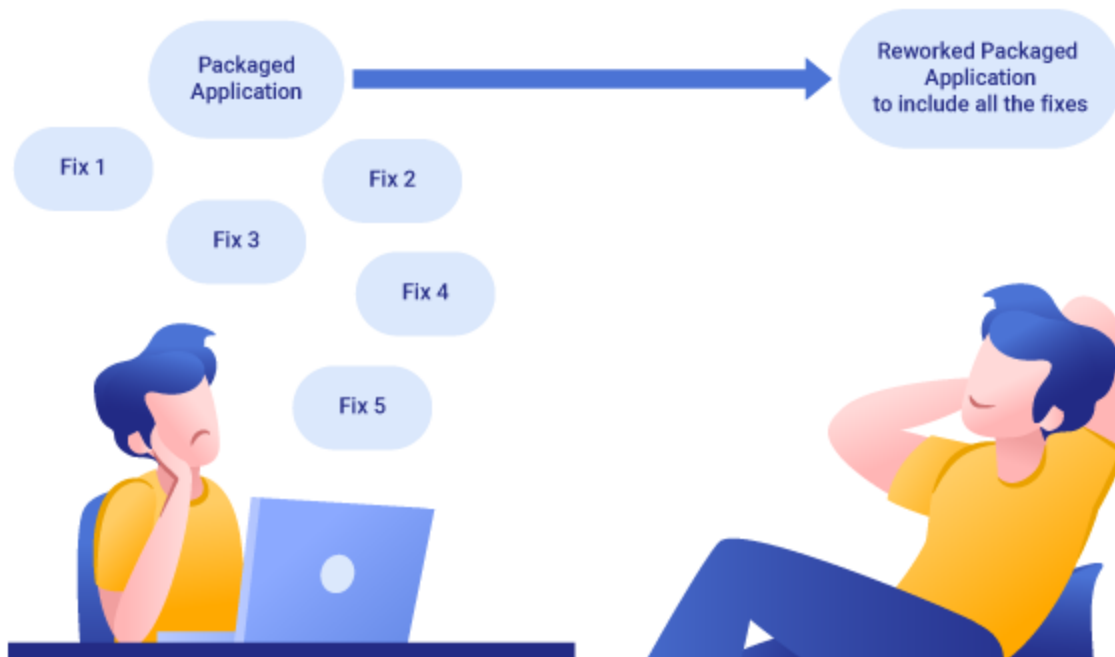 Packaged
Application
Reworked Packaged
Application
to include all the fixes
Fix 1
Fix 2
Fix 3
Fix 4
Fix 5